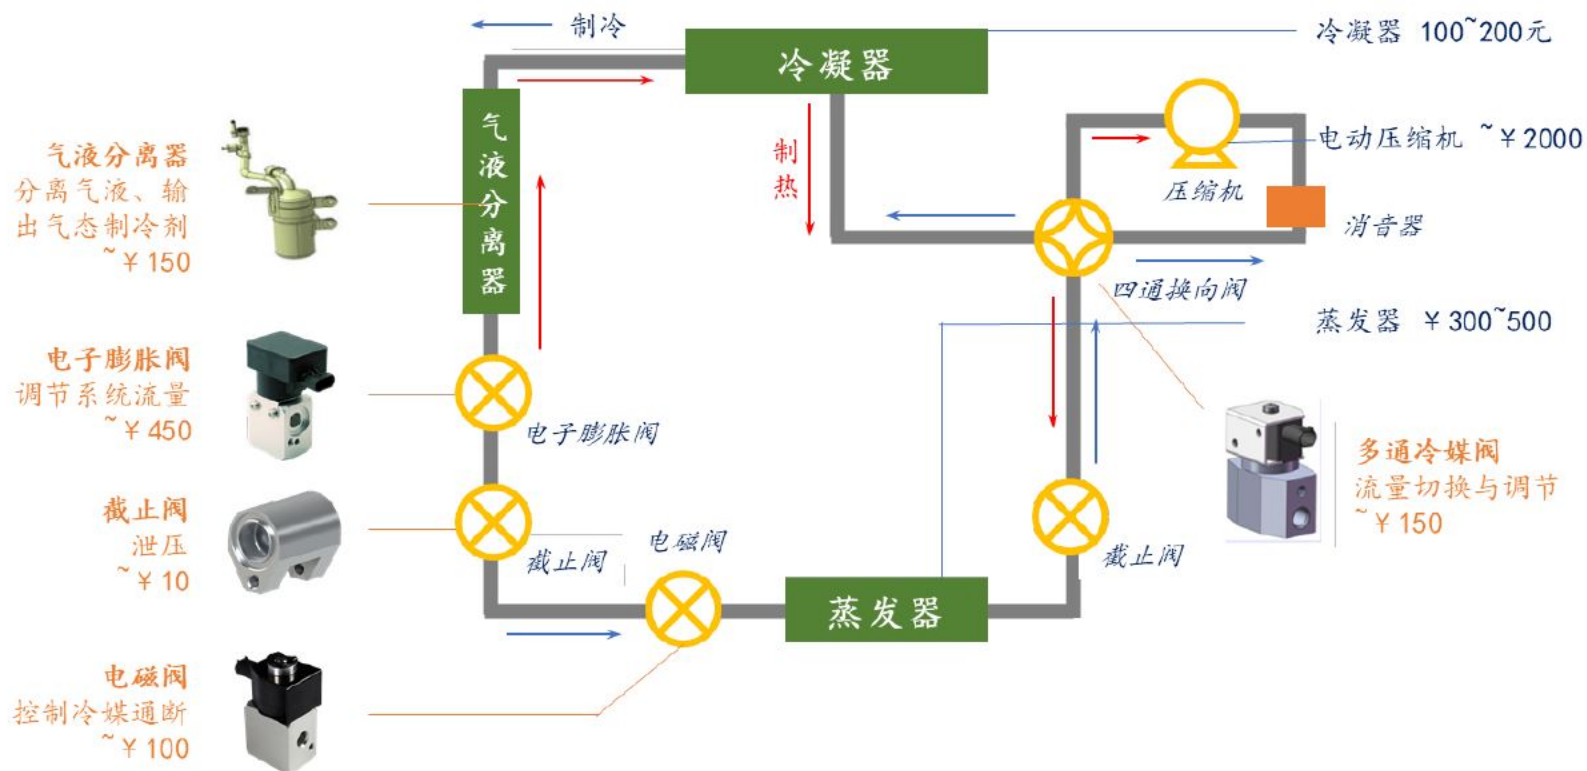 制冷
冷凝器
冷凝器 100~200元
气液分离器
气液分离器
分离气液、输
出气态制冷剂
~¥150
制热
压缩机
电动压缩机 ~¥2000
消音器
四通换向阀
蒸发器 ¥300~500
电子膨胀阀
调节系统流量
~¥450
电子膨胀阀
多通冷媒阀
流量切换与调节
~¥150
截止阀
泄压
~¥10
截止阀
电磁阀
截止阀
蒸发器
电磁阀
控制冷媒通断
~¥100